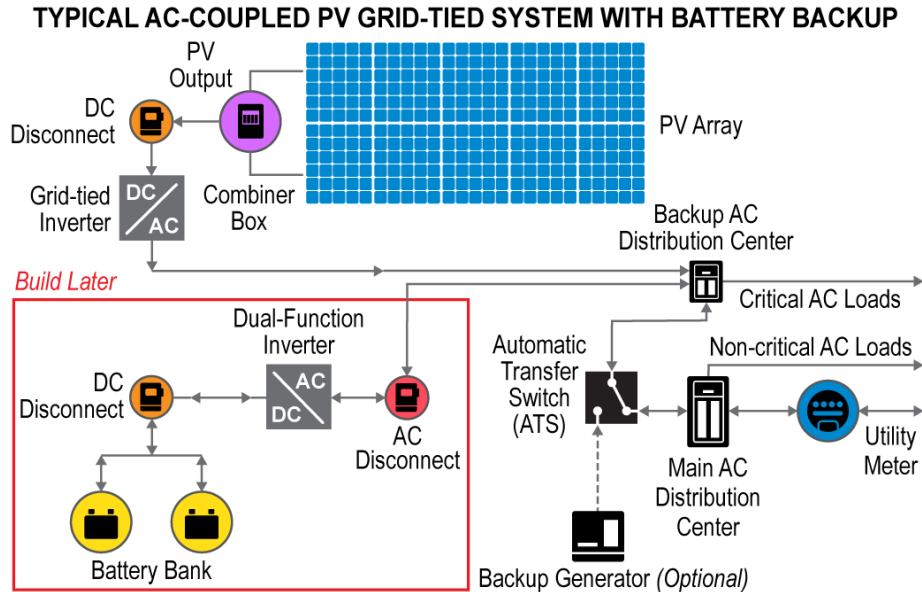 TYPICAL AC-COUPLED PV GRID-TIED SYSTEM WITH BATTERY BACKUP
PV
Output
DC
Disconnect
PV Array
Grid-tied
Inverter
DC
AC
Combiner
Box
Backup AC
Distribution Center
Critical AC Loads
Build Later
Dual-Function
Inverter
AC
DC
DC
Disconnect
AC
Disconnect
Battery Bank
Automatic
Transfer
Switch
(ATS)
Non-critical AC Loads
Utility
Meter
Main AC
Distribution
Center
Backup Generator (Optional)